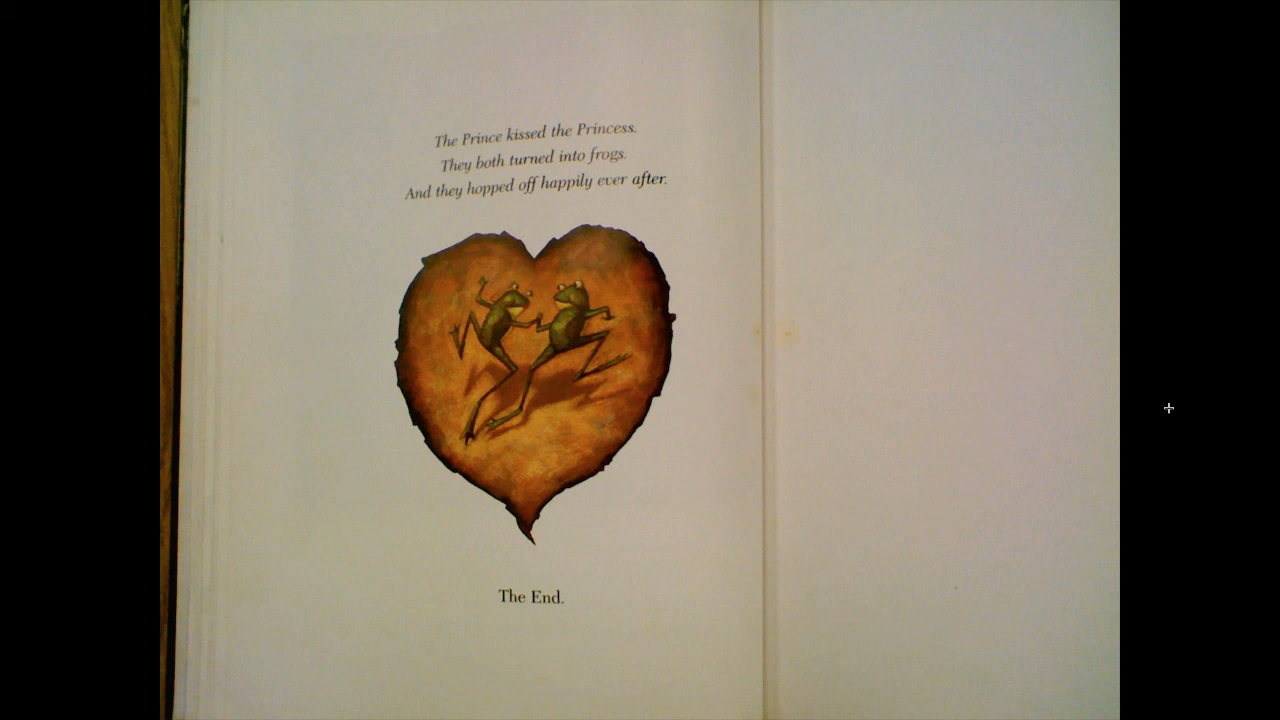 The Prince kissed the Princess.
They both turned into frogs.
And they hopped off happily ever after.
The End.